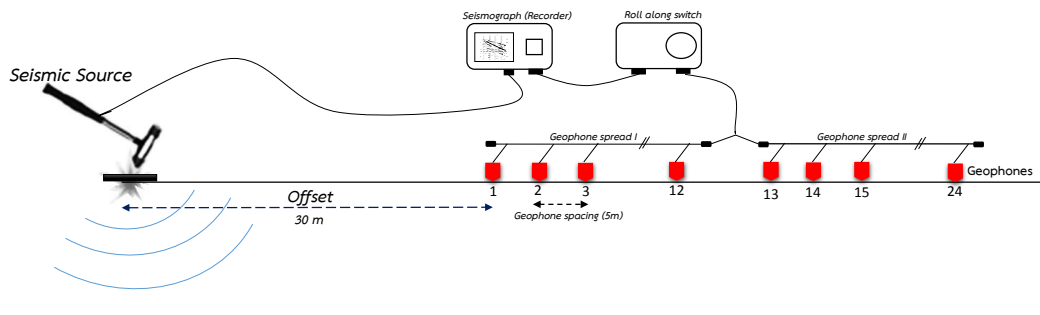 Seismograph (Recorder)
Roll along switch
Seismic Source
Geophone spread I
Geophone spread II
Geophones
1
2
3
12
13
14
15
24
Offset
30 m
Geophone spacing (5m)